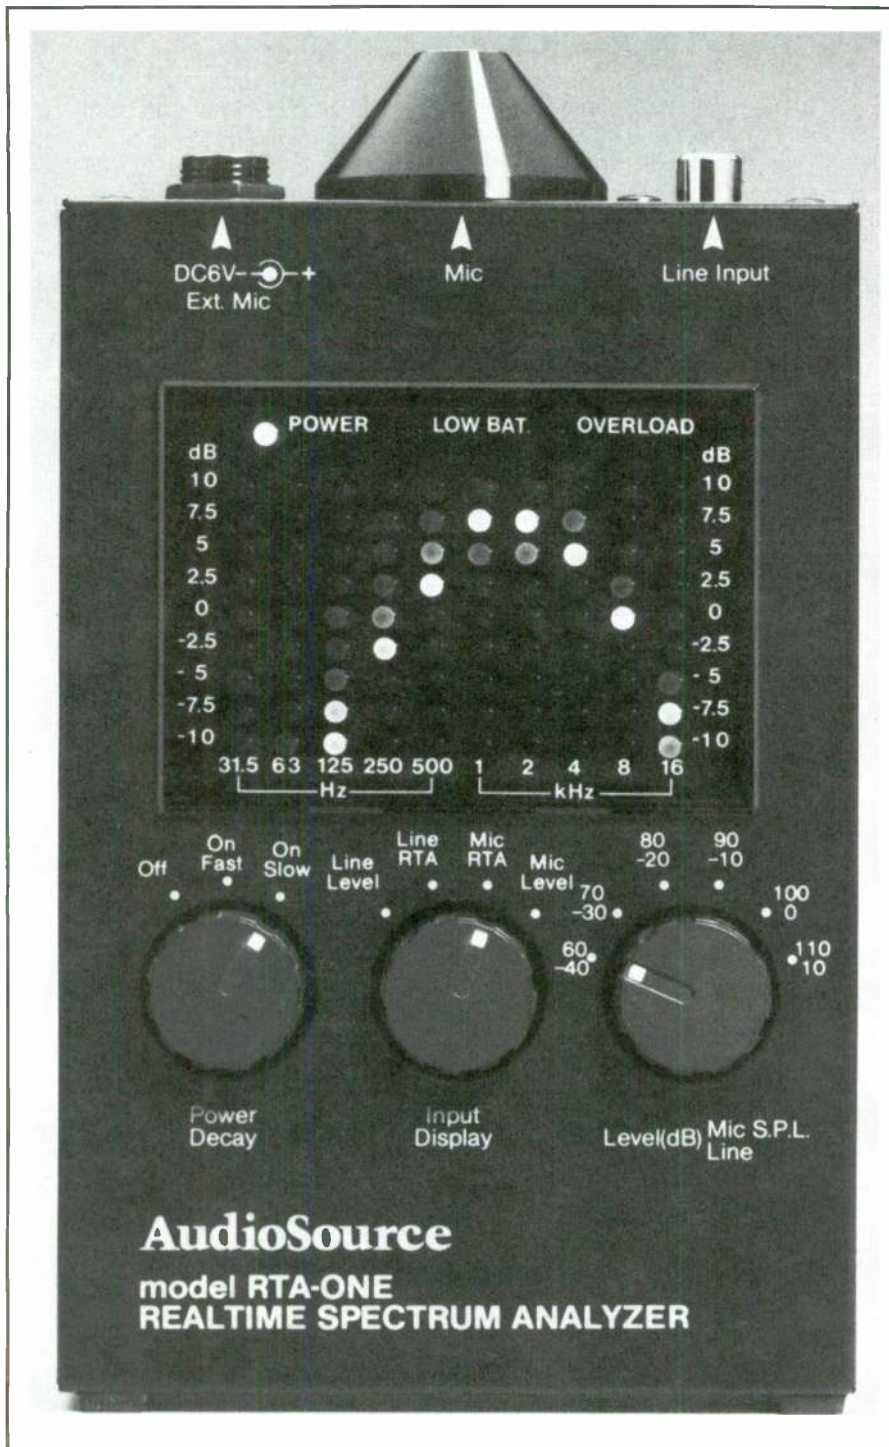 DC6V - +
Ext. Mic
Mic
Line Input
POWER LOW BAT. OVERLOAD
dB dB
10 10
7.5 7.5
5 5
2.5 2.5
0 0
-2.5 -2.5
-5 -5
-7.5 -7.5
-10 -10
31.5 63 125 250 500 1 2 4 8 16
Hz kHz
Off
On
Fast
On
Slow
Line
Level
Line
RTA
Mic
RTA
Mic
Level
60
-40
70
-30
80
-20
90
-10
100
0
110
10
Power
Decay
Input
Display
Level(dB) Mic S.P.L.
Line
AudioSource
model RTA-ONE
REALTIME SPECTRUM ANALYZER